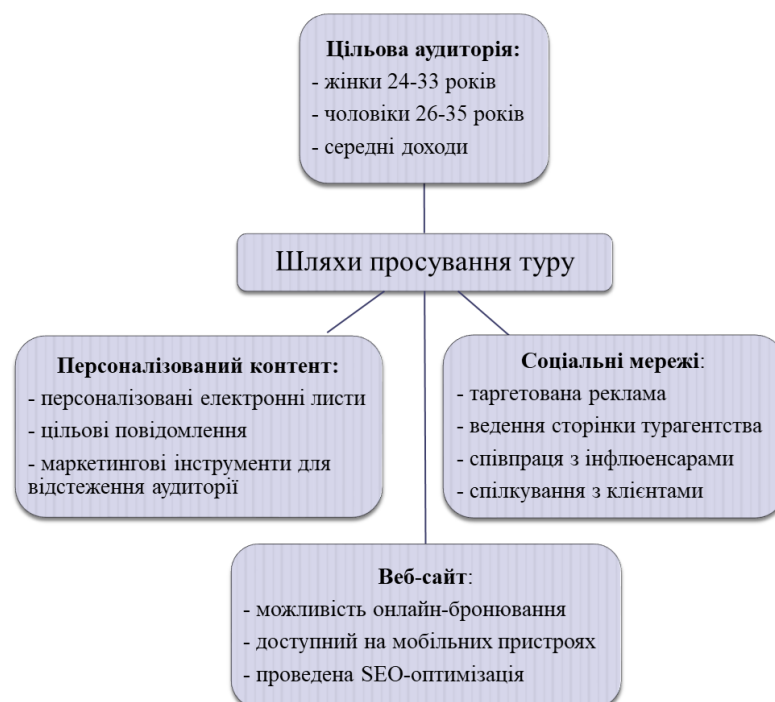 Цільова аудиторія:
- жінки 24-33 років
- чоловіки 26-35 років
- середні доходи
Шляхи просування туру
Персоналізований контент:
- персоналізовані електронні листи
- цільові повідомлення
- маркетингові інструменти для
відстеження аудиторії
Соціальні мережі:
- таргетована реклама
- ведення сторінки турагентства
- співпраця з інфлюенсарами
- спілкування з клієнтами
Веб-сайт:
- можливість онлайн-бронювання
- доступний на мобільних пристроях
- проведена SEO-оптимізація